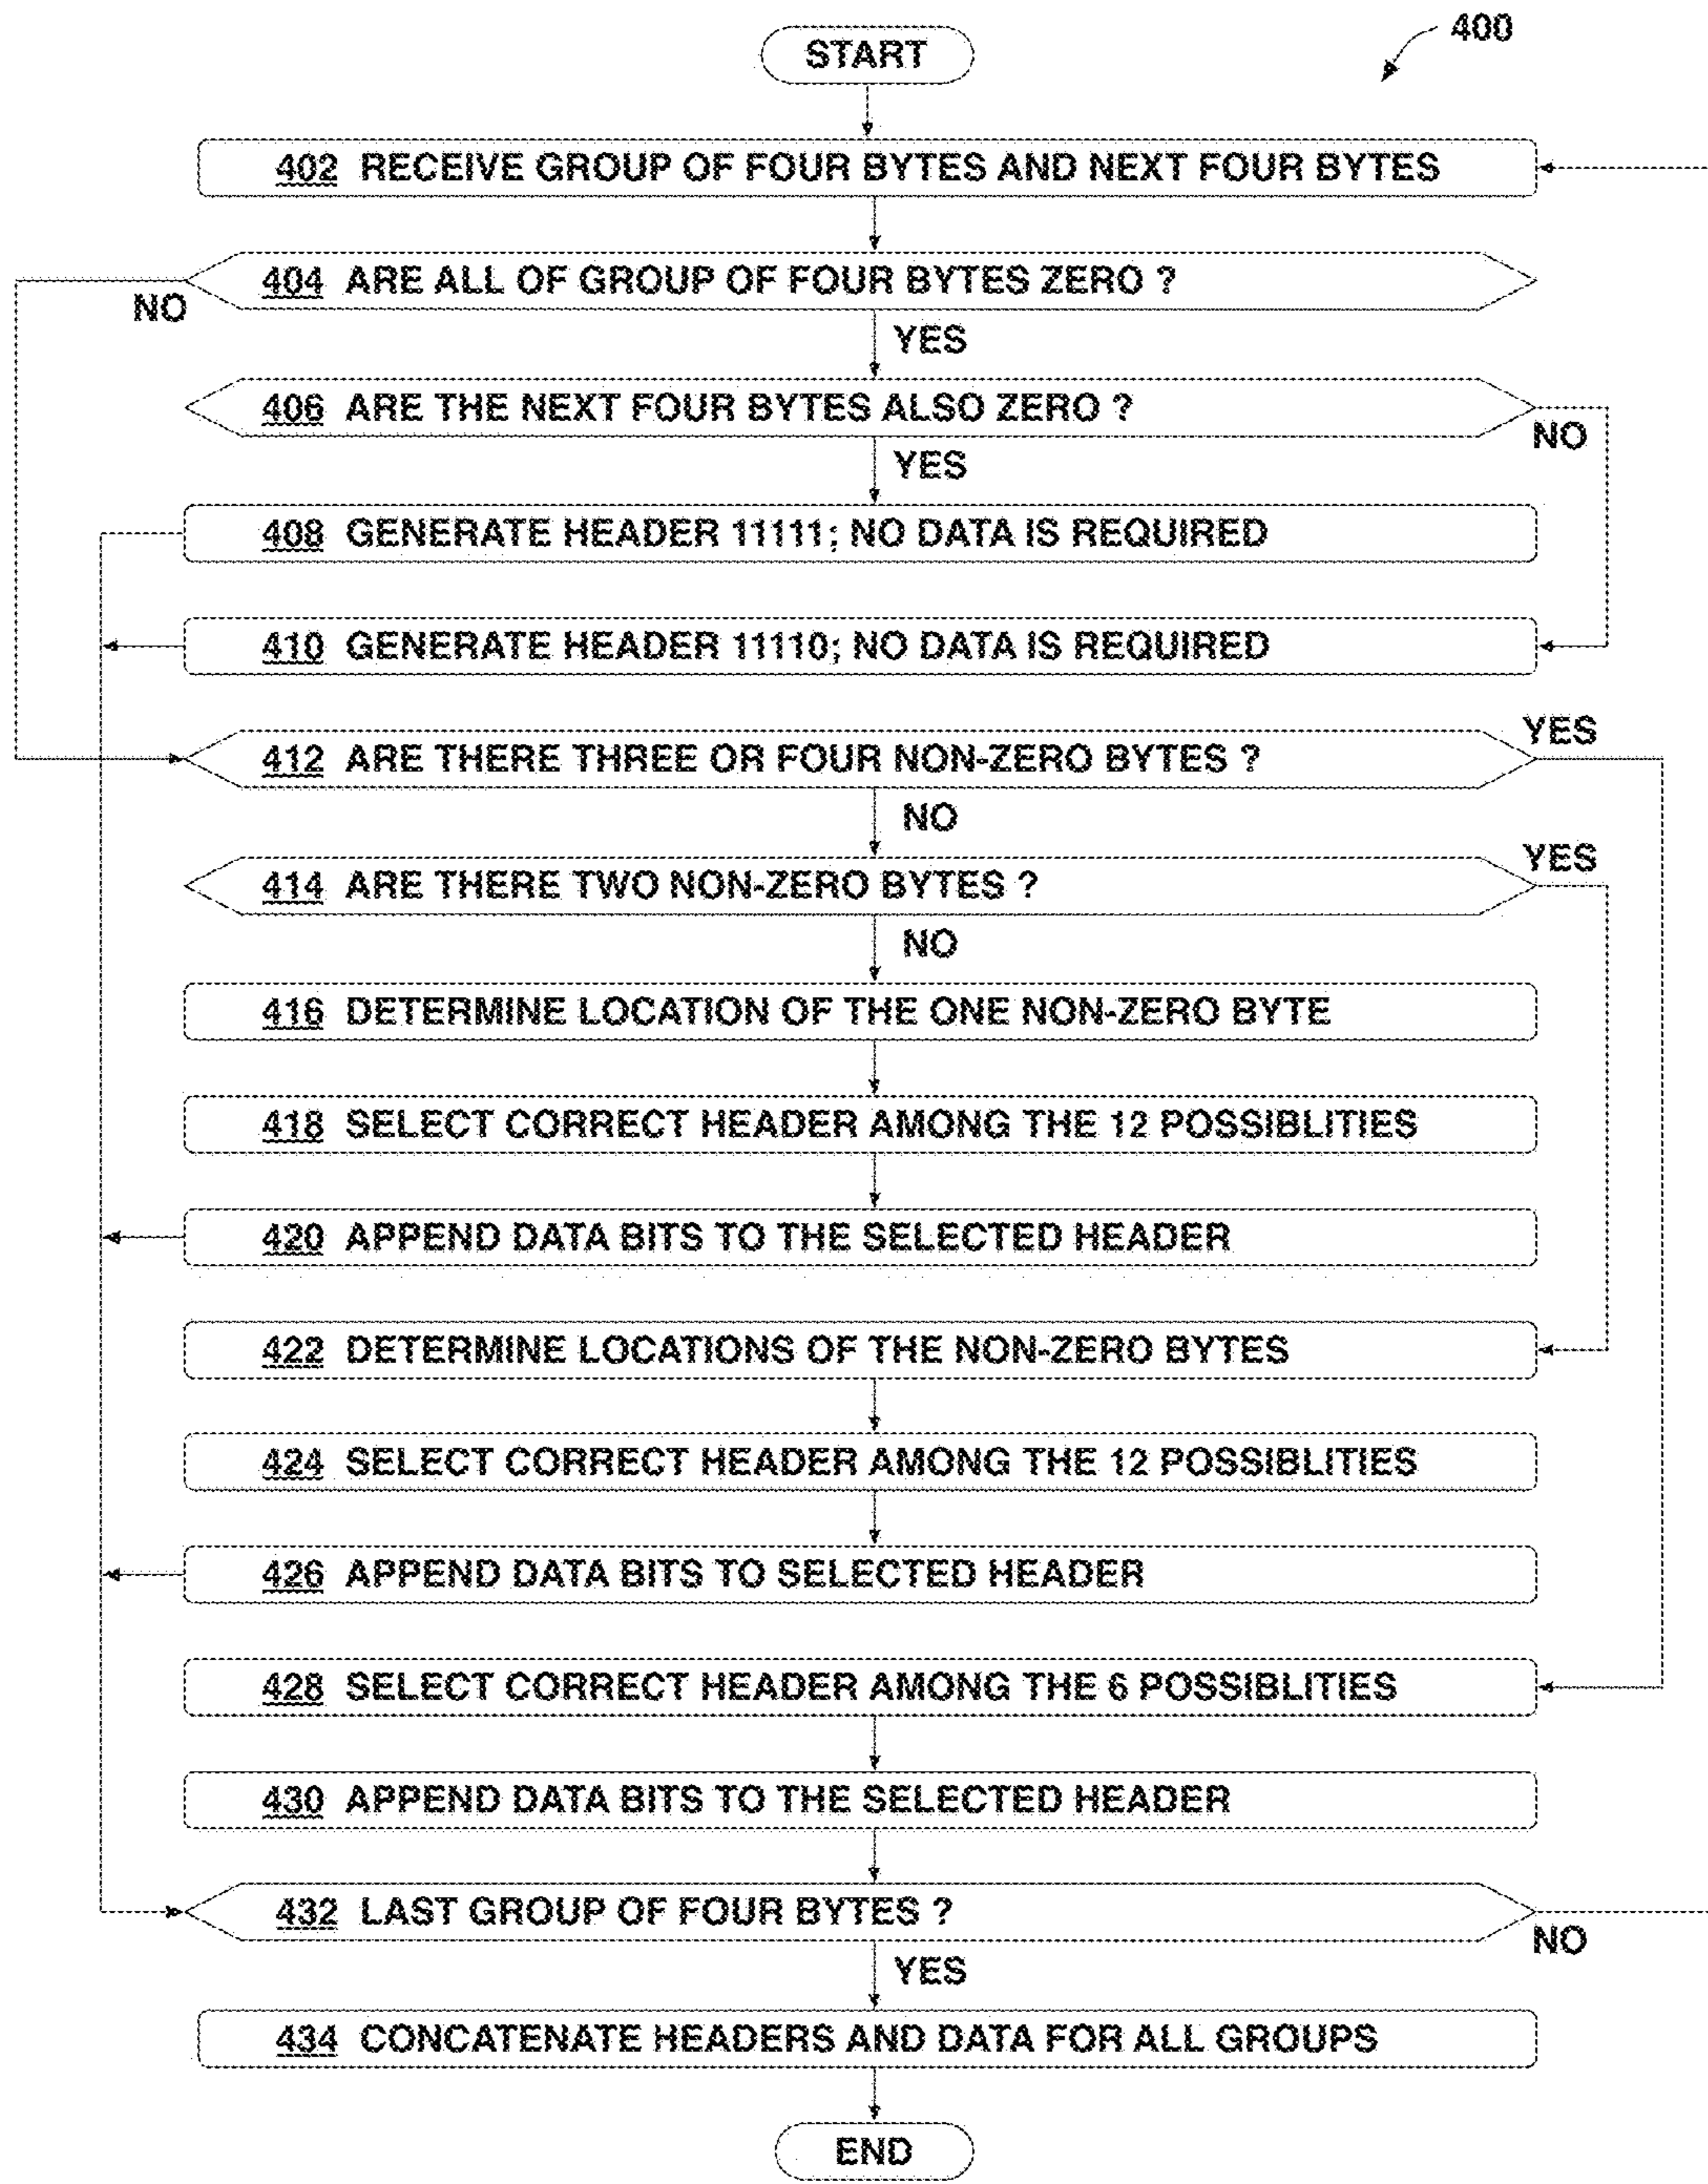 400
START
402 RECEIVE GROUP OF FOUR BYTES AND NEXT FOUR BYTES
404 ARE ALL OF GROUP OF FOUR BYTES ZERO ?
NO
YES
406 ARE THE NEXT FOUR BYTES ALSO ZERO ?
NO
YES
408 GENERATE HEADER 11111; NO DATA IS REQUIRED
410 GENERATE HEADER 11110; NO DATA IS REQUIRED
YES
412 ARE THERE THREE OR FOUR NON-ZERO BYTES ?
NO
YES
414 ARE THERE TWO NON-ZERO BYTES ?
NO
416 DETERMINE LOCATION OF THE ONE NON-ZERO BYTE
418 SELECT CORRECT HEADER AMONG THE 12 POSSIBLITIES
420 APPEND DATA BITS TO THE SELECTED HEADER
422 DETERMINE LOCATIONS OF THE NON-ZERO BYTES
424 SELECT CORRECT HEADER AMONG THE 12 POSSIBLITIES
426 APPEND DATA BITS TO SELECTED HEADER
428 SELECT CORRECT HEADER AMONG THE 6 POSSIBLITIES
430 APPEND DATA BITS TO THE SELECTED HEADER
432 LAST GROUP OF FOUR BYTES ?
NO
YES
434 CONCATENATE HEADERS AND DATA FOR ALL GROUPS
END